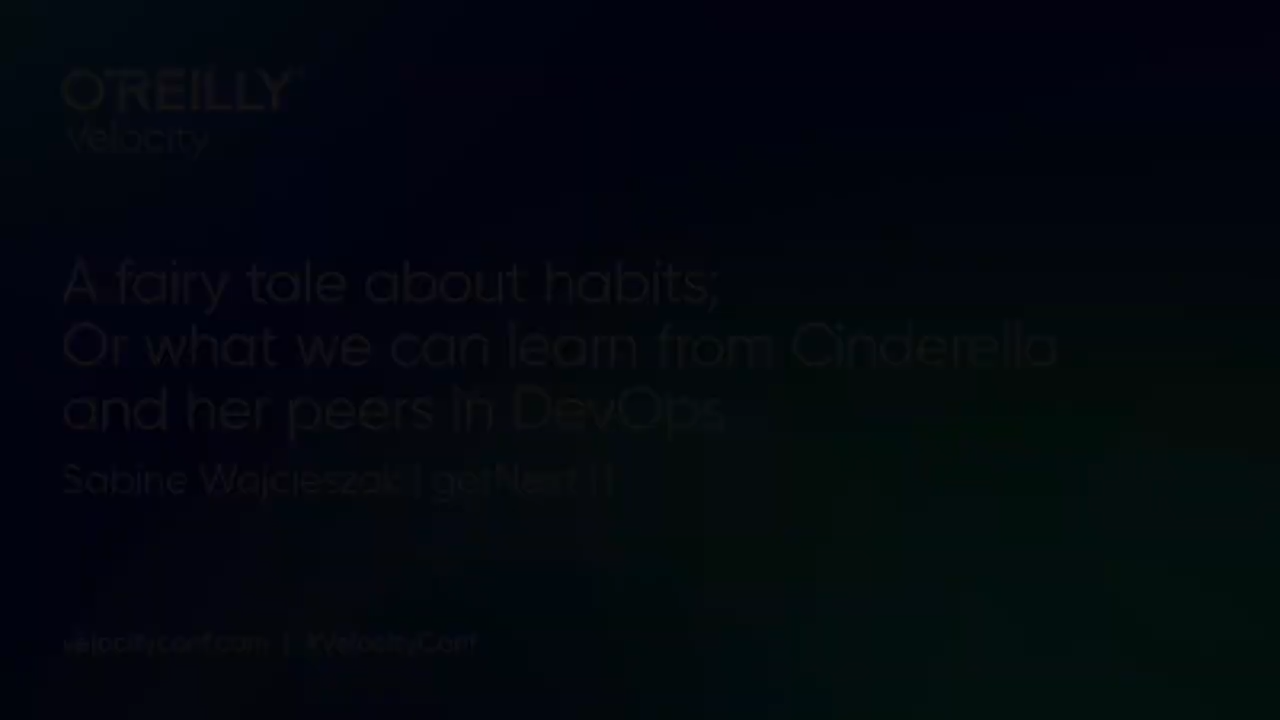 O'REILLY®
Velocity
A fairy tale about habits;
Or what we can learn from Cinderella
and her peers in DevOps
Sabine Wojcieszak | getNext IT
velocityconf.com | #VelocityConf